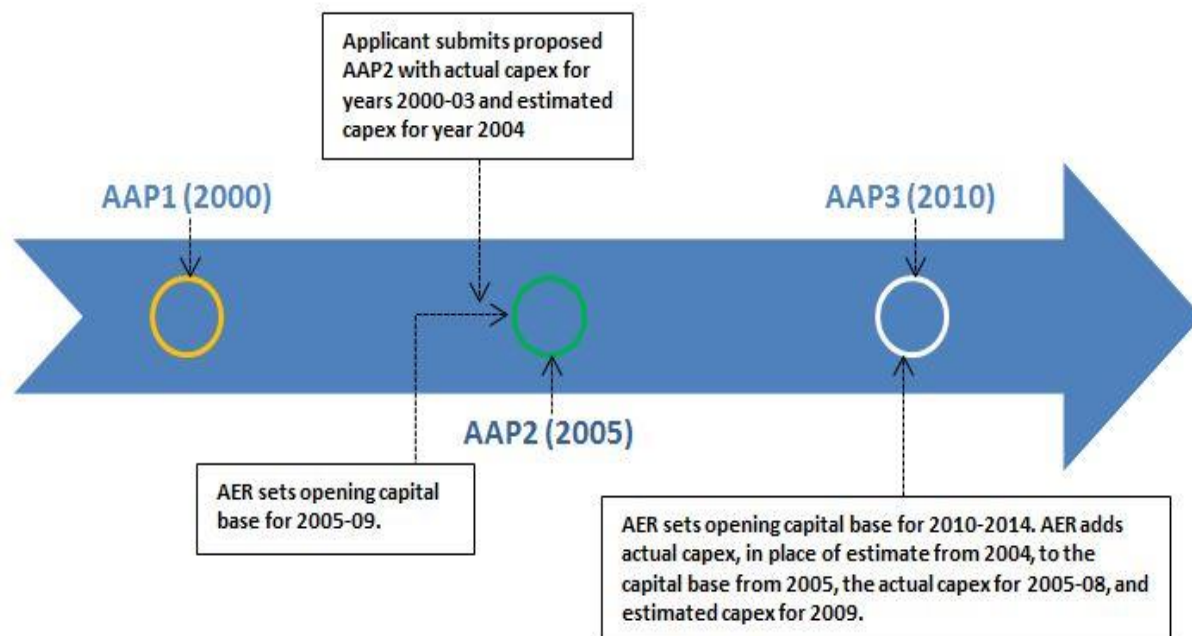 Applicant submits proposed
AAP2 with actual capex for
years 2000-03 and estimated
capex for year 2004
AAP1 (2000)
AAP3 (2010)
AAP2 (2005)
AER sets opening capital
base for 2005-09.
AER sets opening capital base for 2010-2014. AER adds
actual capex, in place of estimate from 2004, to the
capital base from 2005, the actual capex for 2005-08, and
estimated capex for 2009.